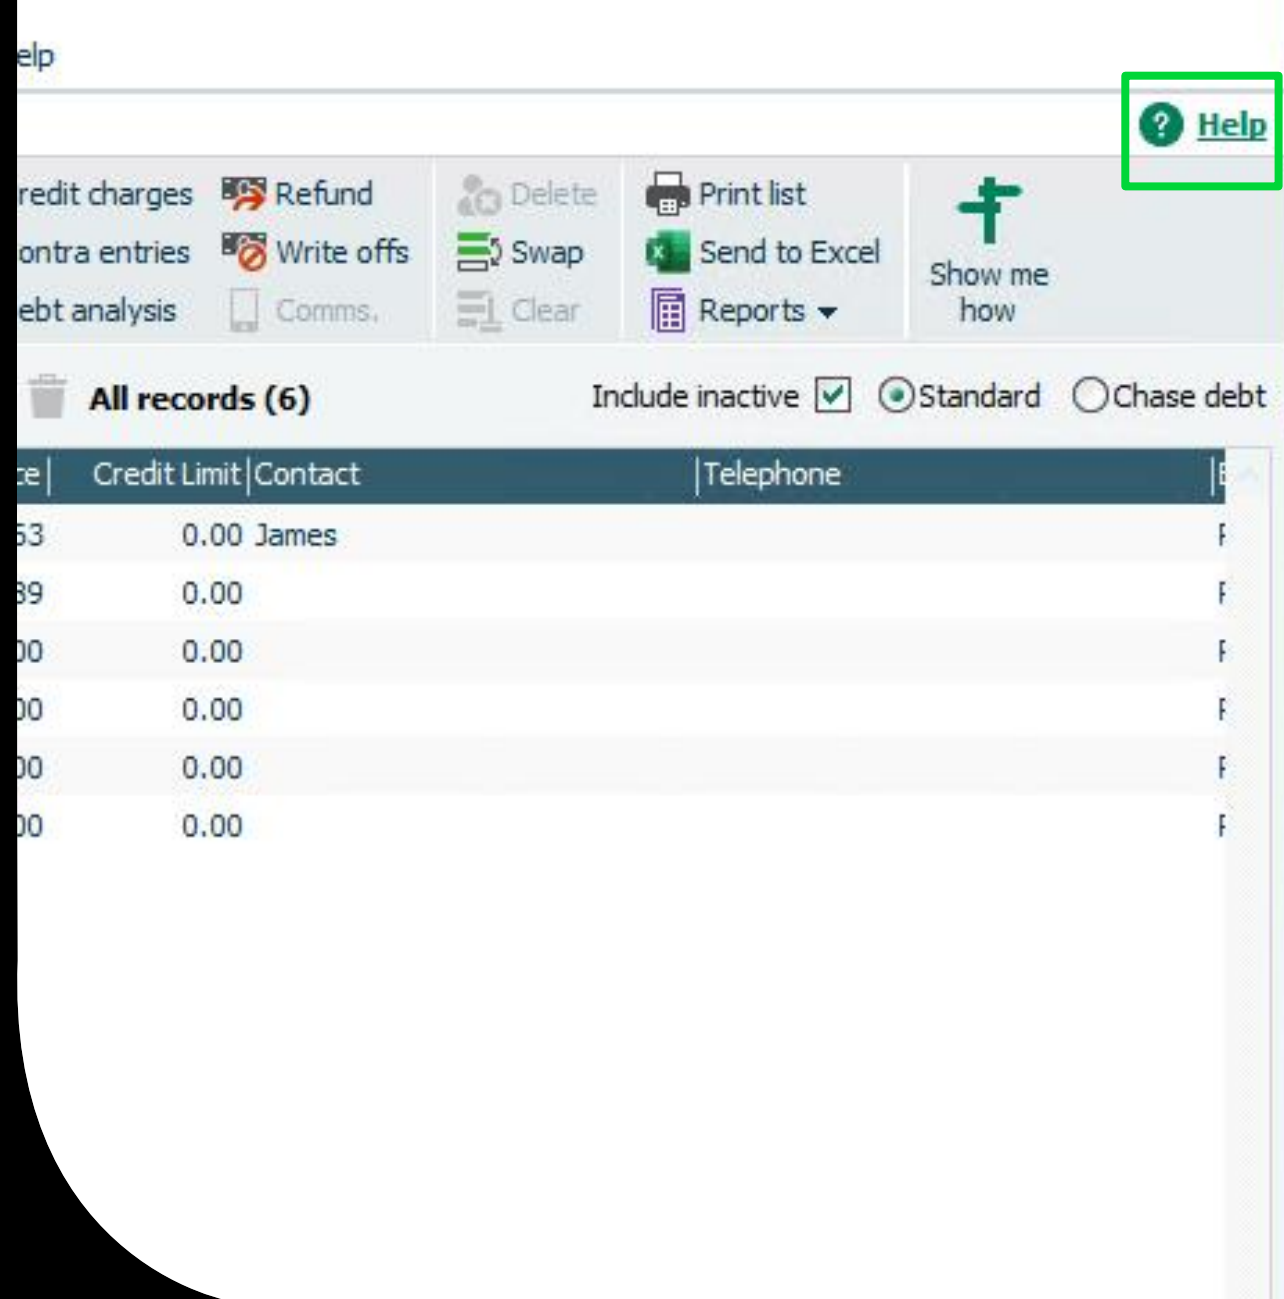 elp
Help
redit charges Refund Delete Print list
ontra entries Write offs Swap Send to Excel
Show me
ebt analysis Comms. Clear Reports how
All records (6) Include inactive Standard Chase debt
ce Credit Limit Contact Telephone E
53 0.00 James
39 0.00
00 0.00
00 0.00
00 0.00
00 0.00